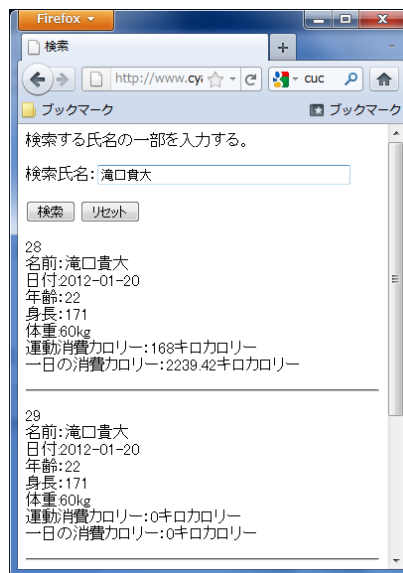 Firefox
検索
http://www.cy
cuc
ブックマーク
ブックマーク
検索する氏名の一部を入力する。
検索氏名:滝口貴大
検索 リセット
28
名前:滝口貴大
日付:2012-01-20
年齢:22
身長:171
体重:60kg
運動消費カロリー:168キロカロリー
一日の消費カロリー:2239.42キロカロリー
29
名前:滝口貴大
日付:2012-01-20
年齢:22
身長:171
体重:60kg
運動消費カロリー:0キロカロリー
一日の消費カロリー:0キロカロリー